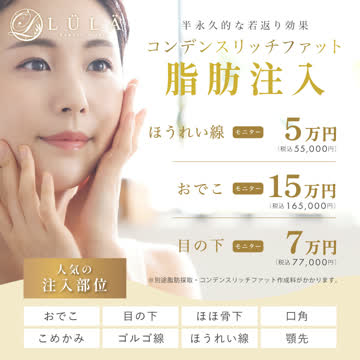 LÜLÄ
半永久的な若返り効果
コンデンスリッチファット
脂肪注入
ほうれい線 モニター 5万円
(税込55,000円)
おでこ モニター 15万円
(税込165,000円)
目の下 モニター 7万円
(税込77,000円)
※別途脂肪採取・コンデンスリッチファット作成料がかかります。
人気の
注入部位
おでこ 目の下 ほほ骨下 口角
こめかみ ゴルゴ線 ほうれい線 顎先